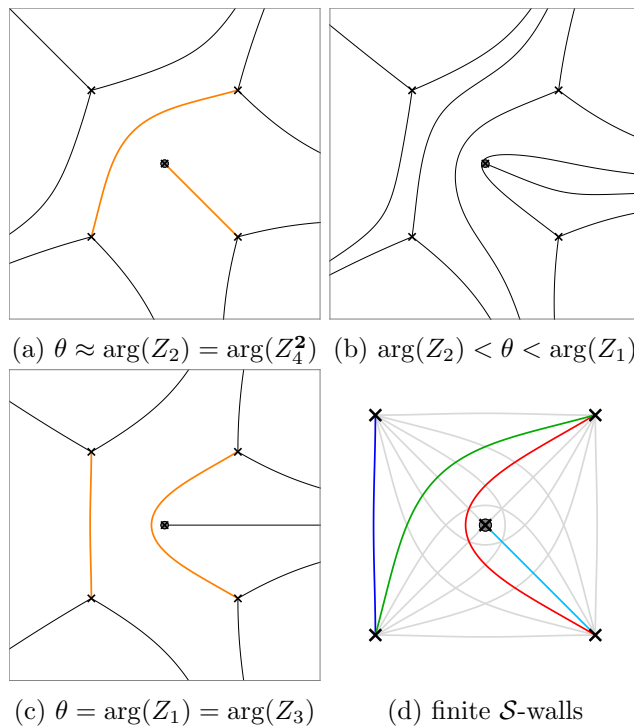 (a) θ ≈ arg(Z₂) = arg(Z₄²)
(b) arg(Z₂) < θ < arg(Z₁)
(c) θ = arg(Z₁) = arg(Z₃)
(d) finite 𝒮-walls